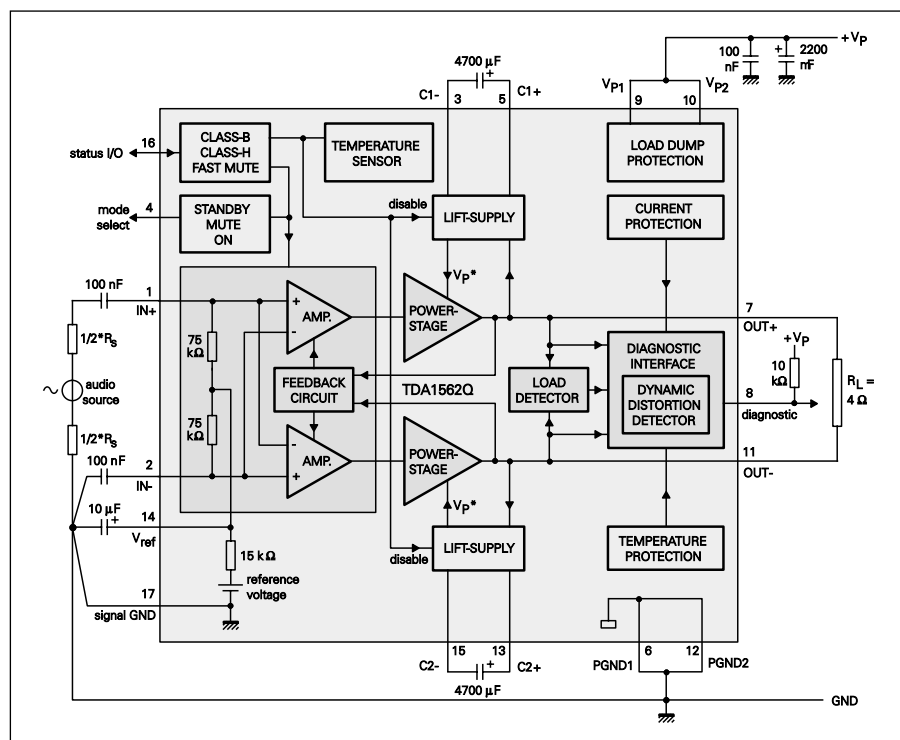 +VP
100
nF
+
2200
mF
4700 µF
+
C1-
3
5
C1+
VP1
9
10
VP2
16
status I/O
CLASS-B
CLASS-H
FAST MUTE
TEMPERATURE
SENSOR
LOAD DUMP
PROTECTION
4
mode
select
STANDBY
MUTE
ON
disable
LIFT-SUPPLY
CURRENT
PROTECTION
VP*
100 nF
1
IN+
+
-
AMP.
POWER-
STAGE
7
OUT+
1/2*RS
75
kΩ
FEEDBACK
CIRCUIT
TDA1562Q
LOAD
DETECTOR
DIAGNOSTIC
INTERFACE
DYNAMIC
DISTORTION
DETECTOR
+VP
10
kΩ
8
diagnostic
RL =
4 Ω
~
audio
source
75
kΩ
1/2*RS
100 nF
2
IN-
-
+
AMP.
POWER-
STAGE
11
OUT-
VP*
10 µF
+
14
Vref
15 kΩ
disable
LIFT-SUPPLY
TEMPERATURE
PROTECTION
reference
voltage
17
signal GND
15
13
C2-
C2+
+
4700 µF
6
12
PGND1
PGND2
GND